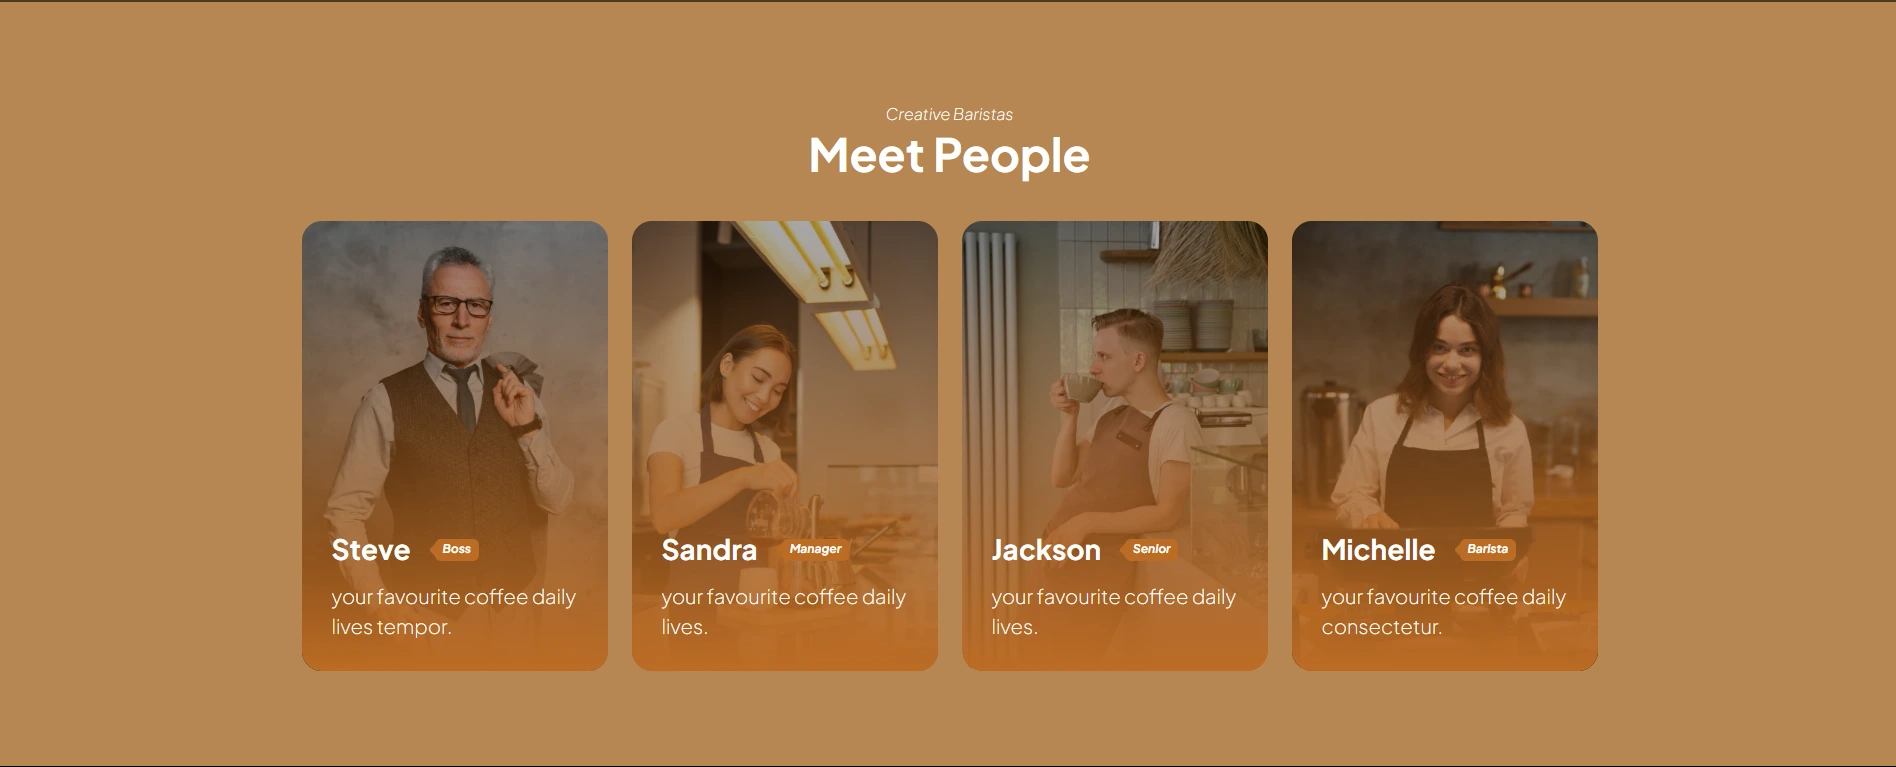 Creative Baristas
Meet People
Steve Boss
your favourite coffee daily
lives tempor.
Sandra Manager
your favourite coffee daily
lives.
Jackson Senior
your favourite coffee daily
lives.
Michelle Barista
your favourite coffee daily
consectetur.